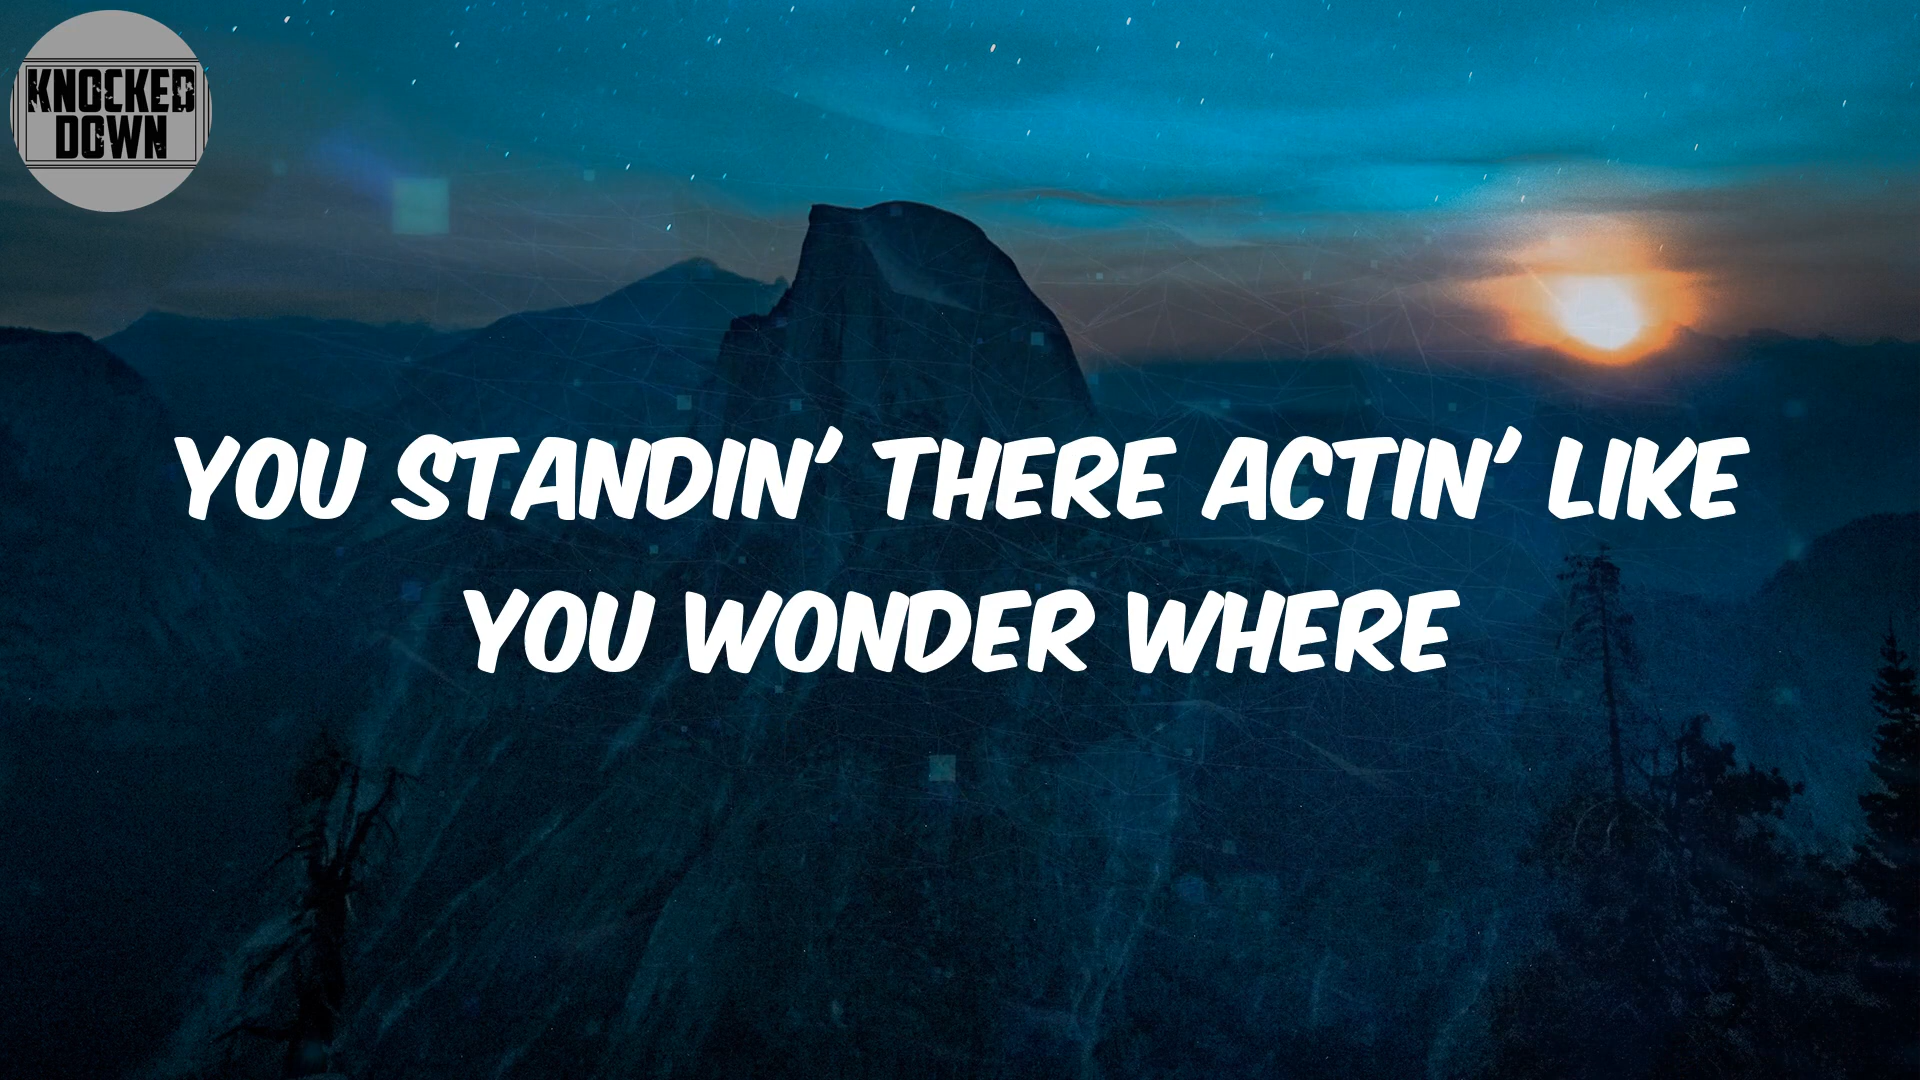 KNOCKED
DOWN
YOU STANDIN' THERE ACTIN' LIKE
YOU WONDER WHERE